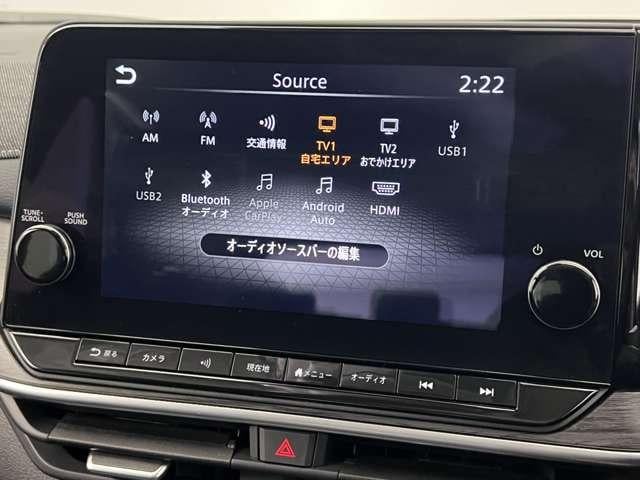 Source
2:22
AM
FM
交通情報
TV1
自宅エリア
TV2
おでかけエリア
USB1
USB2
Bluetooth
オーディオ
Apple
CarPlay
Android
Auto
HDMI
オーディオソースバーの編集
TUNE•
SCROLL
PUSH
SOUND
VOL
戻る
カメラ
現在地
メニュー
オーディオ